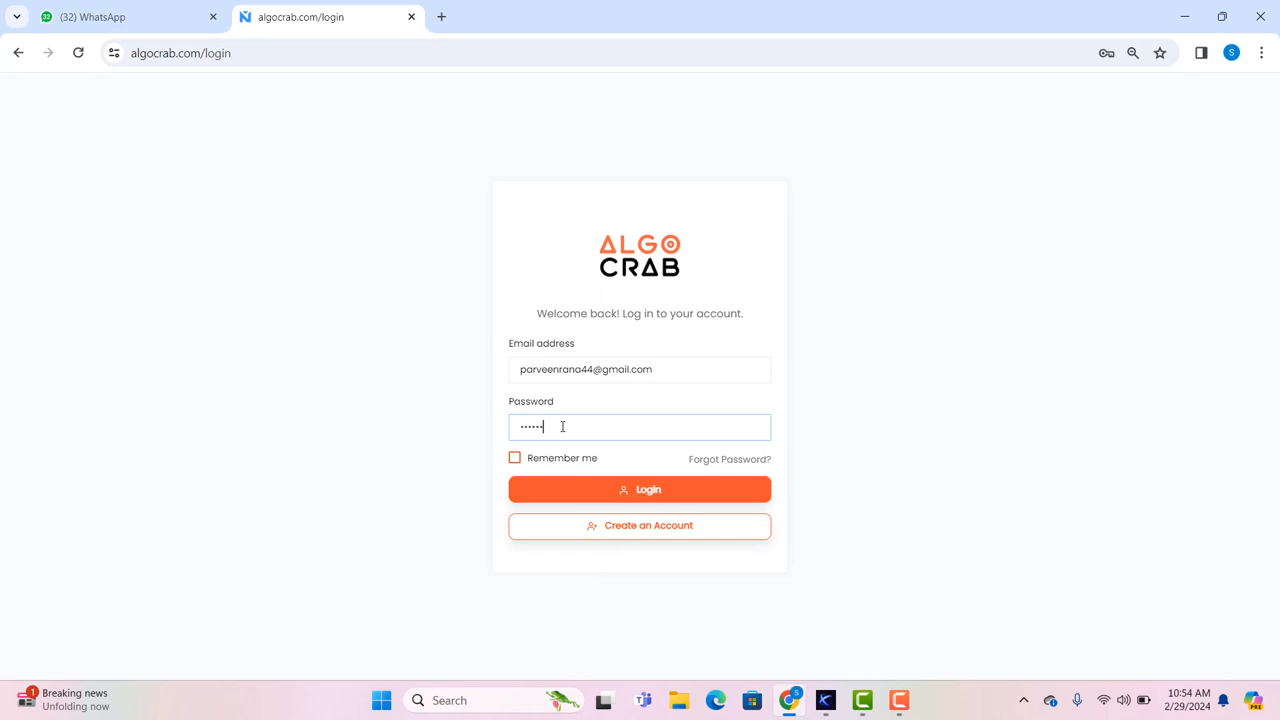 (32) WhatsApp
algocrab.com/login
algocrab.com/login
S
ALGO
CRAB
Welcome back! Log in to your account.
Email address
parveenrana44@gmail.com
Password
••••••
Remember me
Forgot Password?
Login
Create an Account
1
Breaking news
Unfolding now
Search
10:54 AM
2/29/2024
PRE